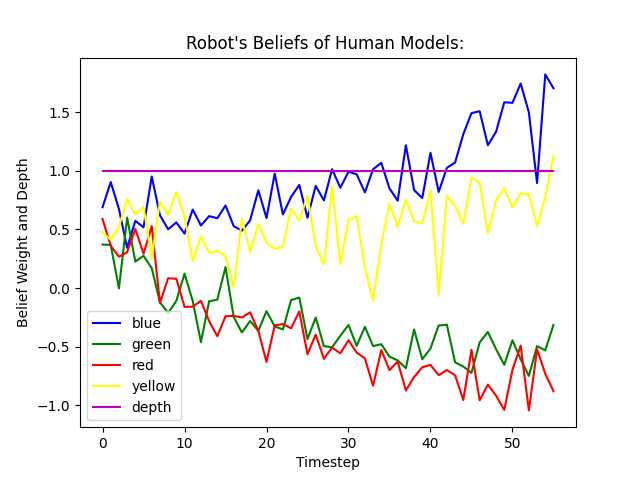 Robot's Beliefs of Human Models:
Belief Weight and Depth
1.5
1.0
0.5
0.0
−0.5
−1.0
blue
green
red
yellow
depth
0 10 20 30 40 50
Timestep